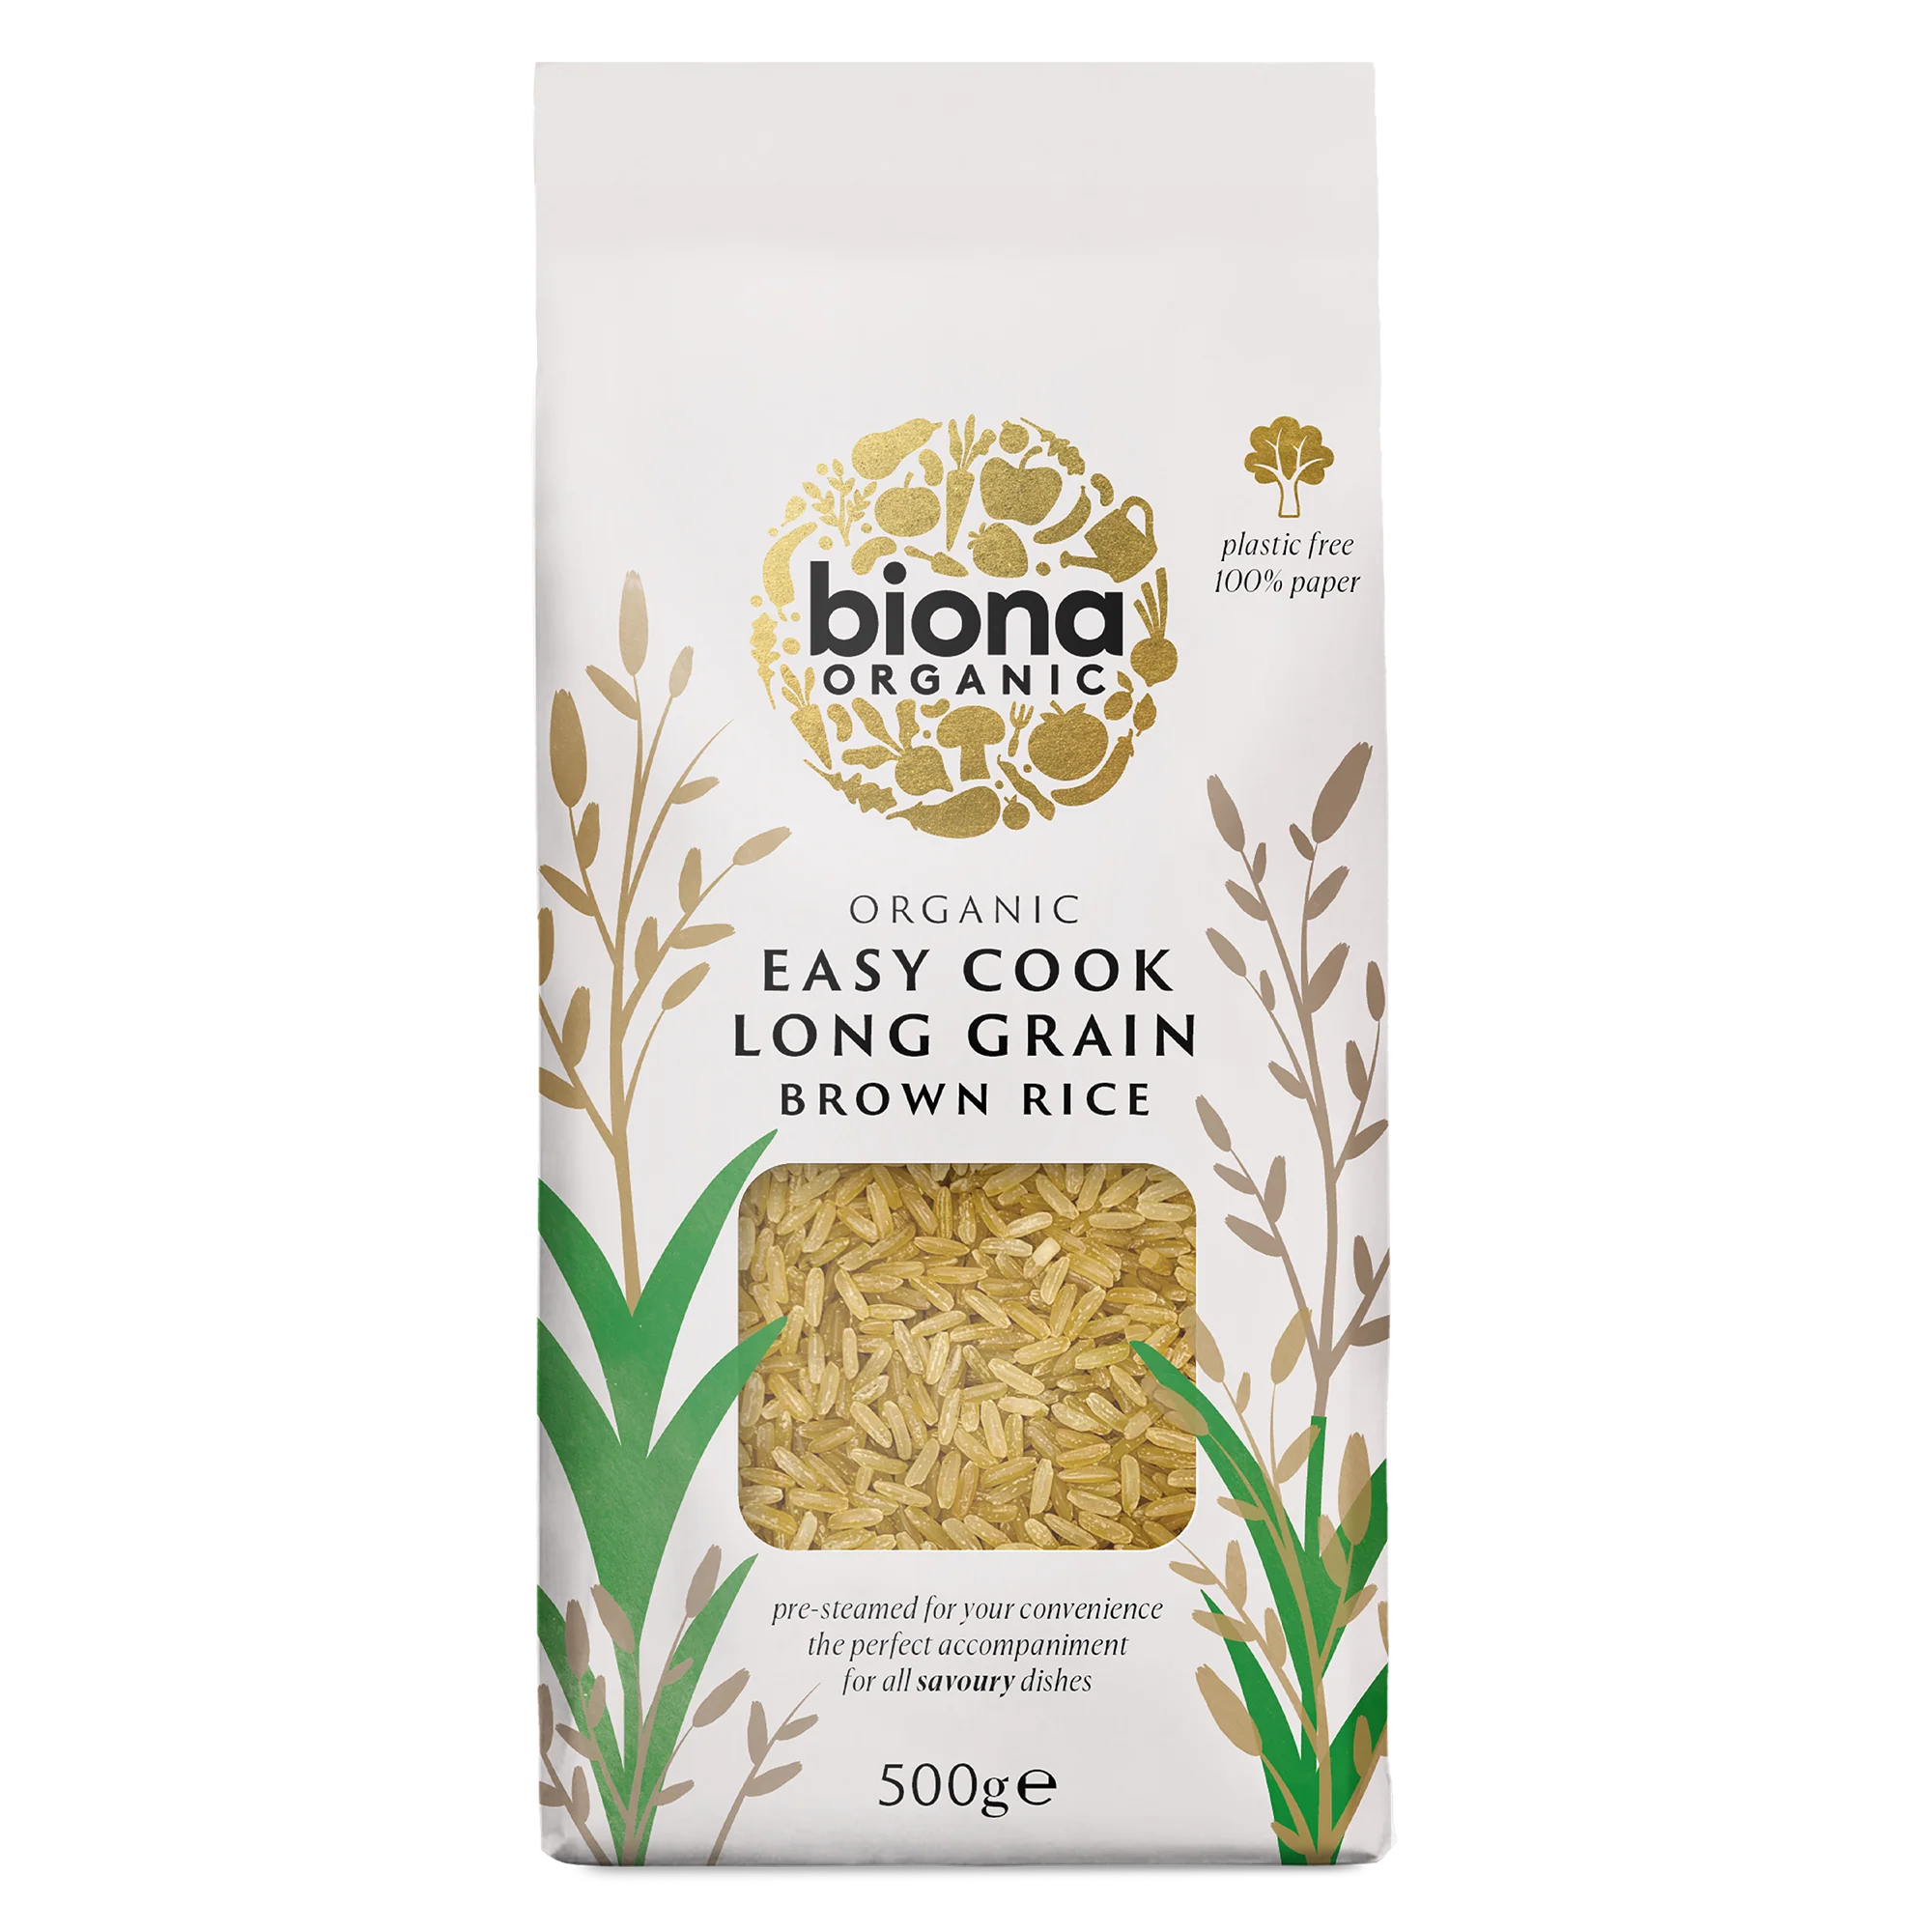 biona
ORGANIC
plastic free
100% paper
ORGANIC
EASY COOK
LONG GRAIN
BROWN RICE
pre-steamed for your convenience
the perfect accompaniment
for all savoury dishes
500g℮